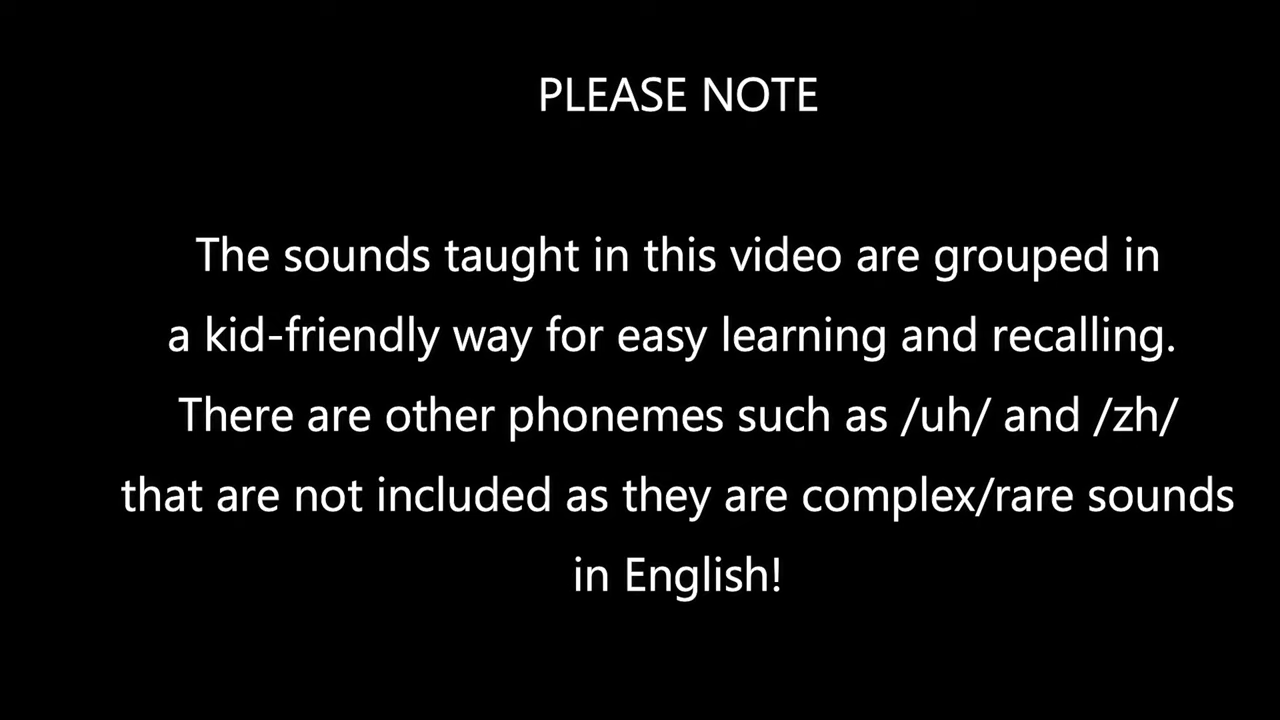 PLEASE NOTE
The sounds taught in this video are grouped in
a kid-friendly way for easy learning and recalling.
There are other phonemes such as /uh/ and /zh/
that are not included as they are complex/rare sounds
in English!